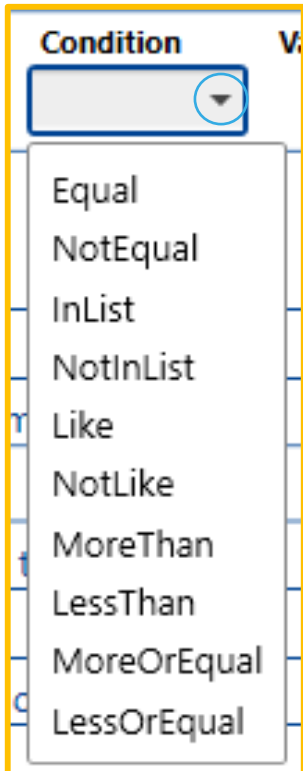 Condition
Equal
NotEqual
InList
NotInList
Like
NotLike
MoreThan
LessThan
MoreOrEqual
LessOrEqual